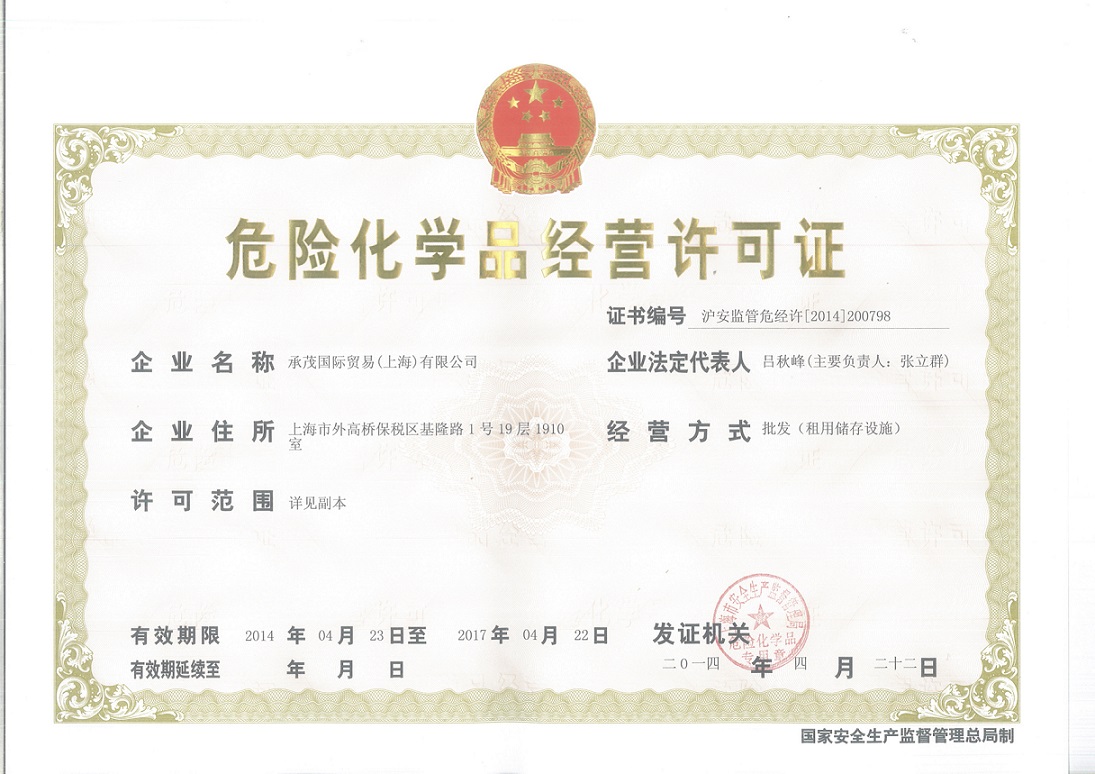 危险化学品经营许可证
证书编号 沪安监管危经许[2014]200798
企业名称 承茂国际贸易(上海)有限公司
企业法定代表人 吕秋峰(主要负责人：张立群)
企业住所 上海市外高桥保税区基隆路1号19层1910
室
经营方式 批发（租用储存设施）
许可范围 详见副本
有效期限 2014 年 04 月 23 日至 2017 年 04 月 22 日
发证机关
上海市安全生产监督管理局
危险化学品
专用章
有效期延续至 年 月 日
二0一四 年 四 月 二十二日
国家安全生产监督管理总局制